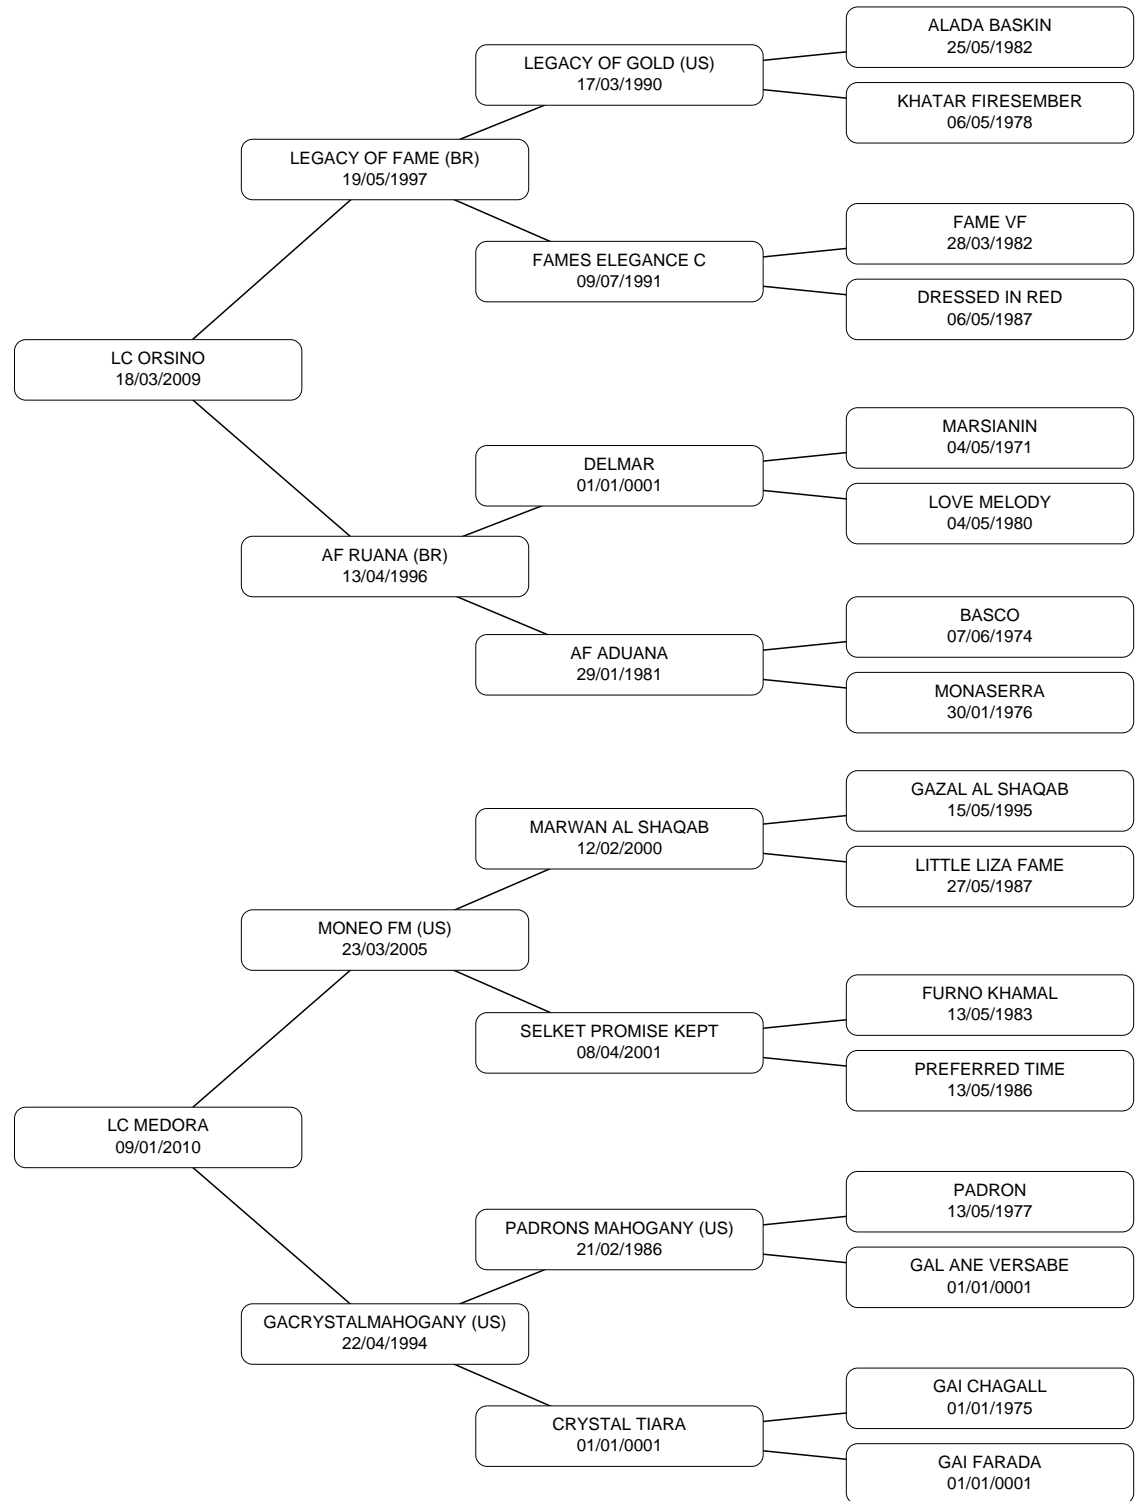 ALADA BASKIN
25/05/1982
LEGACY OF GOLD (US)
17/03/1990
KHATAR FIRESEMBER
06/05/1978
LEGACY OF FAME (BR)
19/05/1997
FAME VF
28/03/1982
FAMES ELEGANCE C
09/07/1991
DRESSED IN RED
06/05/1987
LC ORSINO
18/03/2009
MARSIANIN
04/05/1971
DELMAR
01/01/0001
LOVE MELODY
04/05/1980
AF RUANA (BR)
13/04/1996
BASCO
07/06/1974
AF ADUANA
29/01/1981
MONASERRA
30/01/1976
GAZAL AL SHAQAB
15/05/1995
MARWAN AL SHAQAB
12/02/2000
LITTLE LIZA FAME
27/05/1987
MONEO FM (US)
23/03/2005
FURNO KHAMAL
13/05/1983
SELKET PROMISE KEPT
08/04/2001
PREFERRED TIME
13/05/1986
LC MEDORA
09/01/2010
PADRON
13/05/1977
PADRONS MAHOGANY (US)
21/02/1986
GAL ANE VERSABE
01/01/0001
GACRYSTALMAHOGANY (US)
22/04/1994
GAI CHAGALL
01/01/1975
CRYSTAL TIARA
01/01/0001
GAI FARADA
01/01/0001